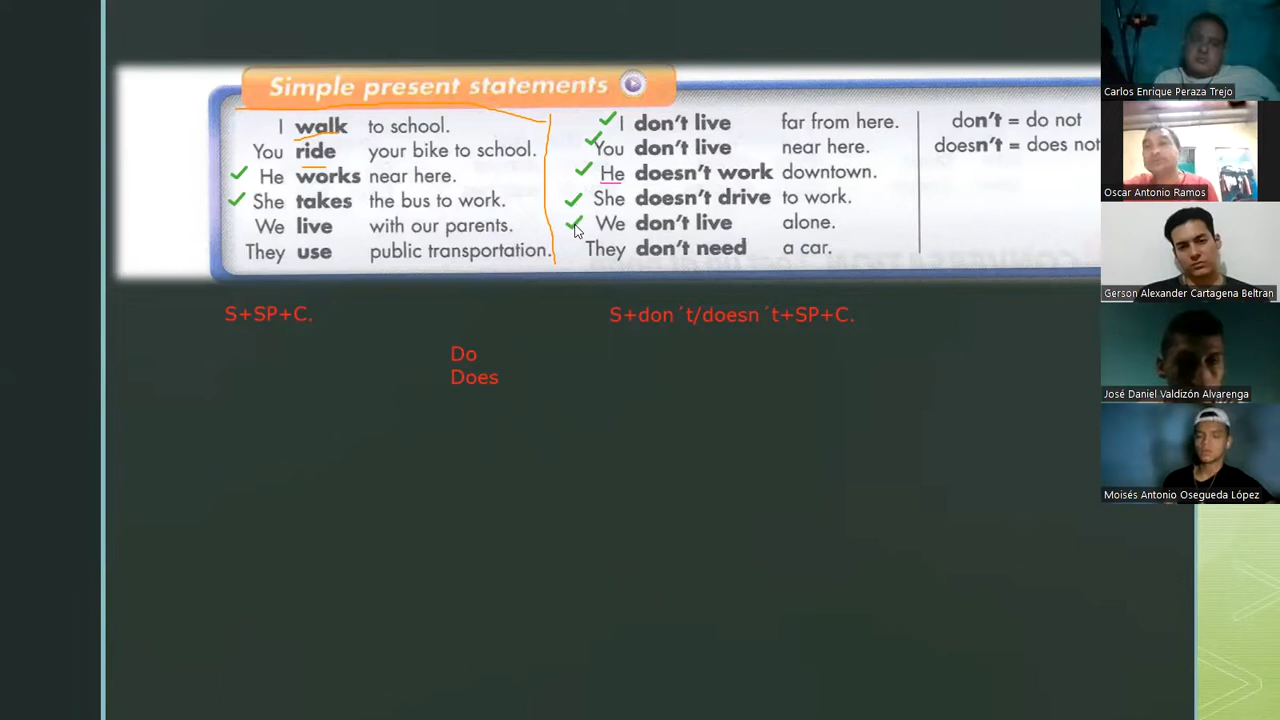 Simple present statements
I walk to school.
You ride your bike to school.
He works near here.
She takes the bus to work.
We live with our parents.
They use public transportation.
I don't live far from here.
You don't live near here.
He doesn't work downtown.
She doesn't drive to work.
We don't live alone.
They don't need a car.
don't = do not
doesn't = does not
S+SP+C.
S+don´t/doesn´t+SP+C.
Do
Does
Carlos Enrique Peraza Trejo
Oscar Antonio Ramos
Gerson Alexander Cartagena Beltran
José Daniel Valdizón Alvarenga
Moisés Antonio Osegueda López